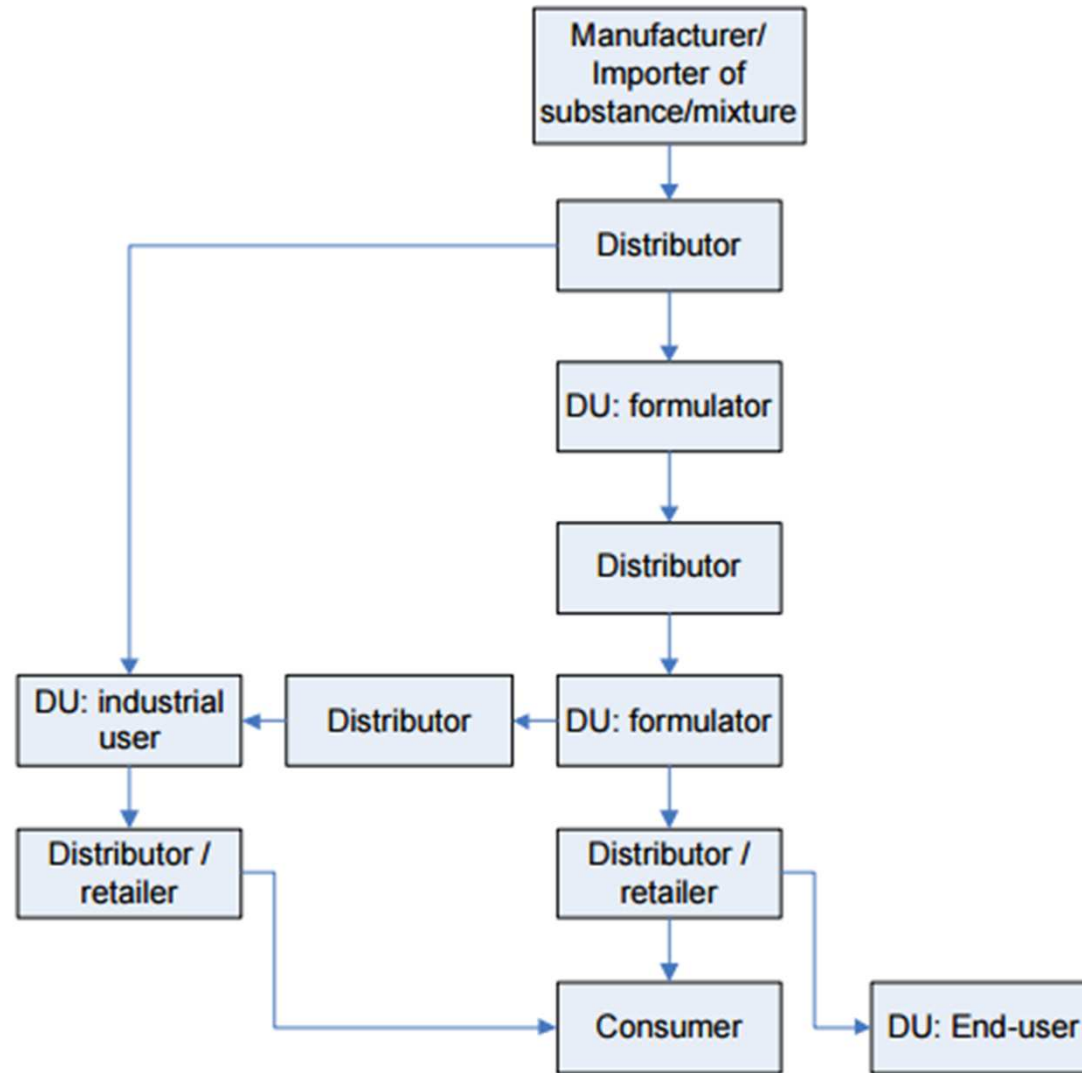 Manufacturer/
Importer of
substance/mixture
Distributor
DU: formulator
Distributor
DU: industrial
user
Distributor
DU: formulator
Distributor /
retailer
Distributor /
retailer
Consumer
DU: End-user